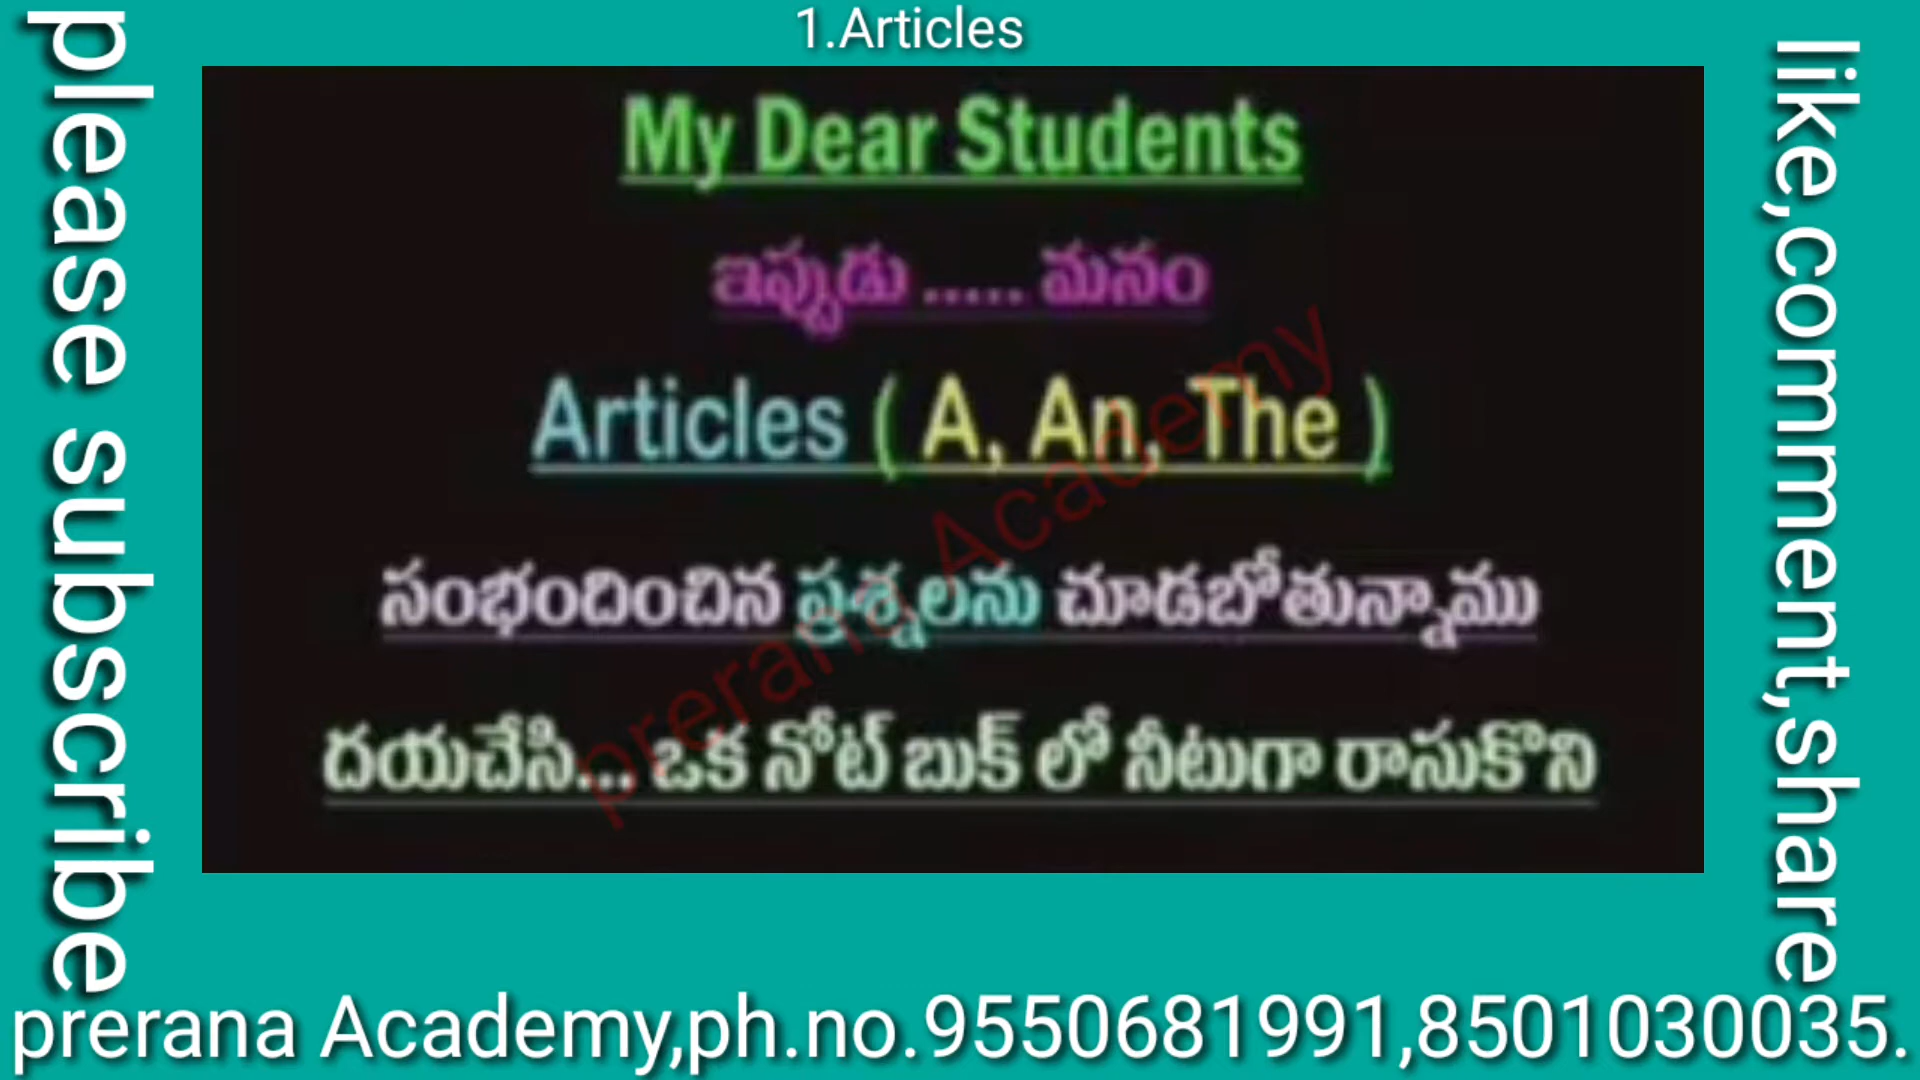 1.Articles
please subscribe
like,comment,share
My Dear Students
ఇప్పుడు ..... మనం
Articles ( A, An, The )
సంభందించిన ప్రశ్నలను చూడబోతున్నాము
దయచేసి... ఒక నోట్ బుక్ లో నీటుగా రాసుకొని
prerana Academy
prerana Academy,ph.no.9550681991,8501030035.